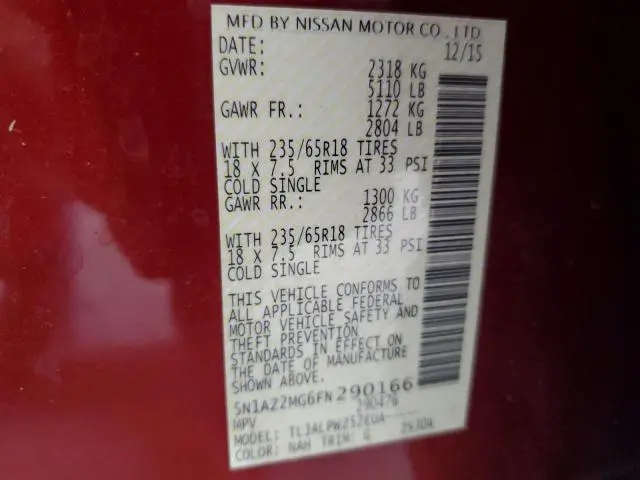 MFD BY NISSAN MOTOR CO., LTD
DATE: 12/15
GVWR: 2318 KG
5110 LB
GAWR FR.: 1272 KG
2804 LB
WITH 235/65R18 TIRES
18 X 7.5 RIMS AT 33 PSI
COLD SINGLE
GAWR RR.: 1300 KG
2866 LB
WITH 235/65R18 TIRES
18 X 7.5 RIMS AT 33 PSI
COLD SINGLE
THIS VEHICLE CONFORMS TO
ALL APPLICABLE FEDERAL
MOTOR VEHICLE SAFETY AND
THEFT PREVENTION
STANDARDS IN EFFECT ON
THE DATE OF MANUFACTURE
SHOWN ABOVE.
5N1AZ2MG6FN290166
MPV
MODEL:
COLOR: NAH TRIM: G